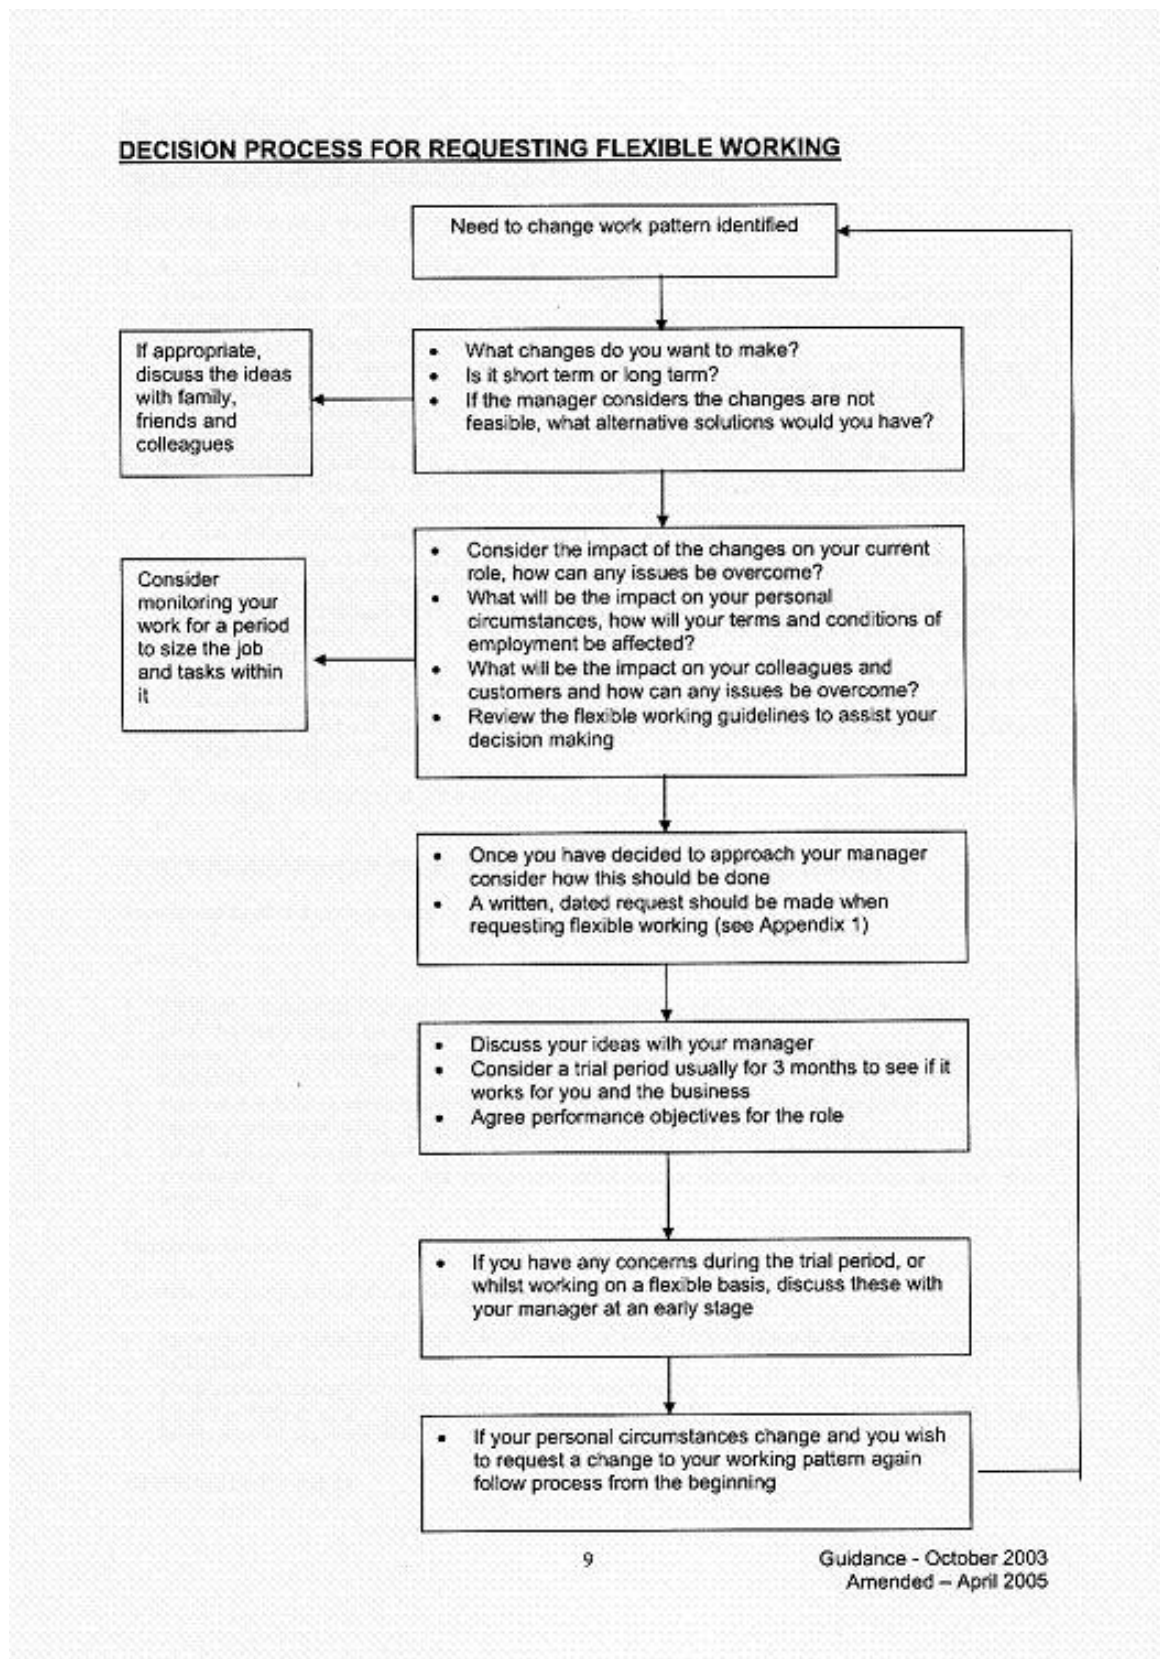 DECISION PROCESS FOR REQUESTING FLEXIBLE WORKING
Need to change work pattern identified
If appropriate,
discuss the ideas
with family,
friends and
colleagues
• What changes do you want to make?
• Is it short term or long term?
• If the manager considers the changes are not
feasible, what alternative solutions would you have?
Consider
monitoring your
work for a period
to size the job
and tasks within
it
• Consider the impact of the changes on your current
role, how can any issues be overcome?
• What will be the impact on your personal
circumstances, how will your terms and conditions of
employment be affected?
• What will be the impact on your colleagues and
customers and how can any issues be overcome?
• Review the flexible working guidelines to assist your
decision making
• Once you have decided to approach your manager
consider how this should be done
• A written, dated request should be made when
requesting flexible working (see Appendix 1)
• Discuss your ideas with your manager
• Consider a trial period usually for 3 months to see if it
works for you and the business
• Agree performance objectives for the role
• If you have any concerns during the trial period, or
whilst working on a flexible basis, discuss these with
your manager at an early stage
• If your personal circumstances change and you wish
to request a change to your working pattern again
follow process from the beginning
9
Guidance - October 2003
Amended – April 2005